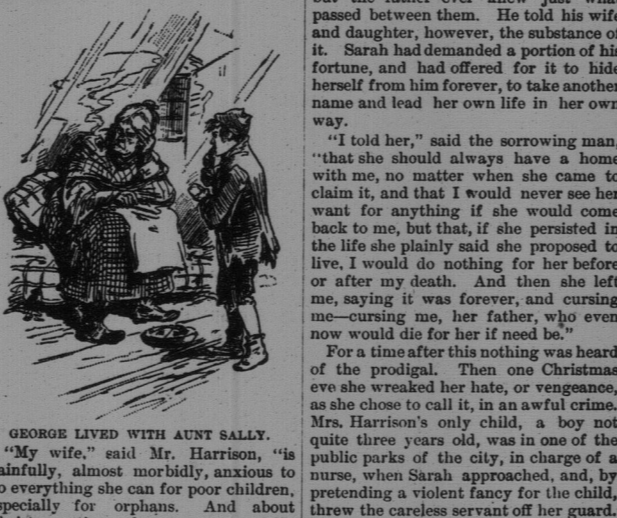 GEORGE LIVED WITH AUNT SALLY.
"My wife," said Mr. Harrison, "is
ainfully, almost morbidly, anxious to
o everything she can for poor children,
specially for orphans. And about
passed between them. He told his wife
and daughter, however, the substance of
it. Sarah had demanded a portion of his
fortune, and had offered for it to hide
herself from him forever, to take another
name and lead her own life in her own
way.
"I told her," said the sorrowing man,
"that she should always have a home
with me, no matter when she came to
claim it, and that I would never see her
want for anything if she would come
back to me, but that, if she persisted in
the life she plainly said she proposed to
live, I would do nothing for her before
or after my death. And then she left
me, saying it was forever, and cursing
me—cursing me, her father, who even
now would die for her if need be."
For a time after this nothing was heard
of the prodigal. Then one Christmas
eve she wreaked her hate, or vengeance,
as she chose to call it, in an awful crime.
Mrs. Harrison's only child, a boy not
quite three years old, was in one of the
public parks of the city, in charge of a
nurse, when Sarah approached, and, by
pretending a violent fancy for the child,
threw the careless servant off her guard.